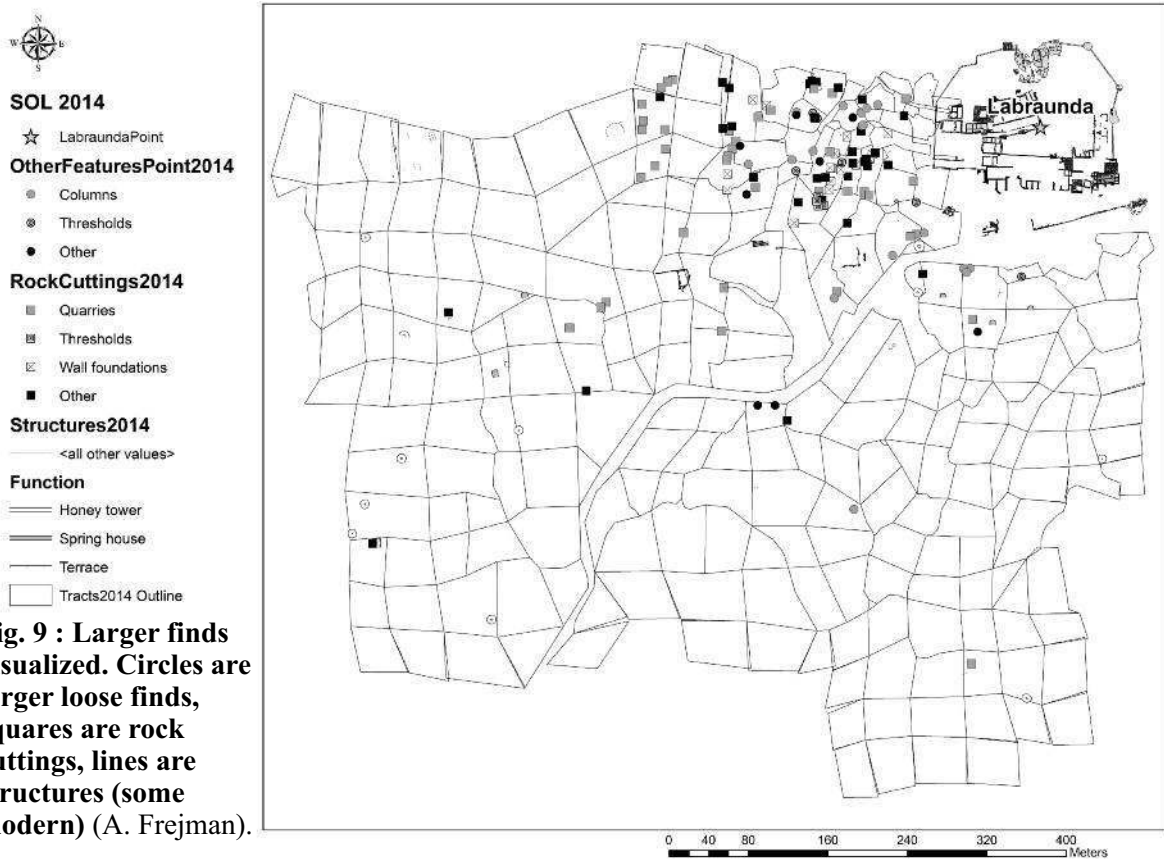 N
W E
S
SOL 2014
LabraundaPoint
OtherFeaturesPoint2014
Columns
Thresholds
Other
RockCuttings2014
Quarries
Thresholds
Wall foundations
Other
Structures2014
<all other values>
Function
Honey tower
Spring house
Terrace
Tracts2014 Outline
ig. 9 : Larger finds
sualized. Circles are
rger loose finds,
quares are rock
uttings, lines are
ructures (some
odern) (A. Frejman).
Labraunda
0 40 80 160 240 320 400
Meters